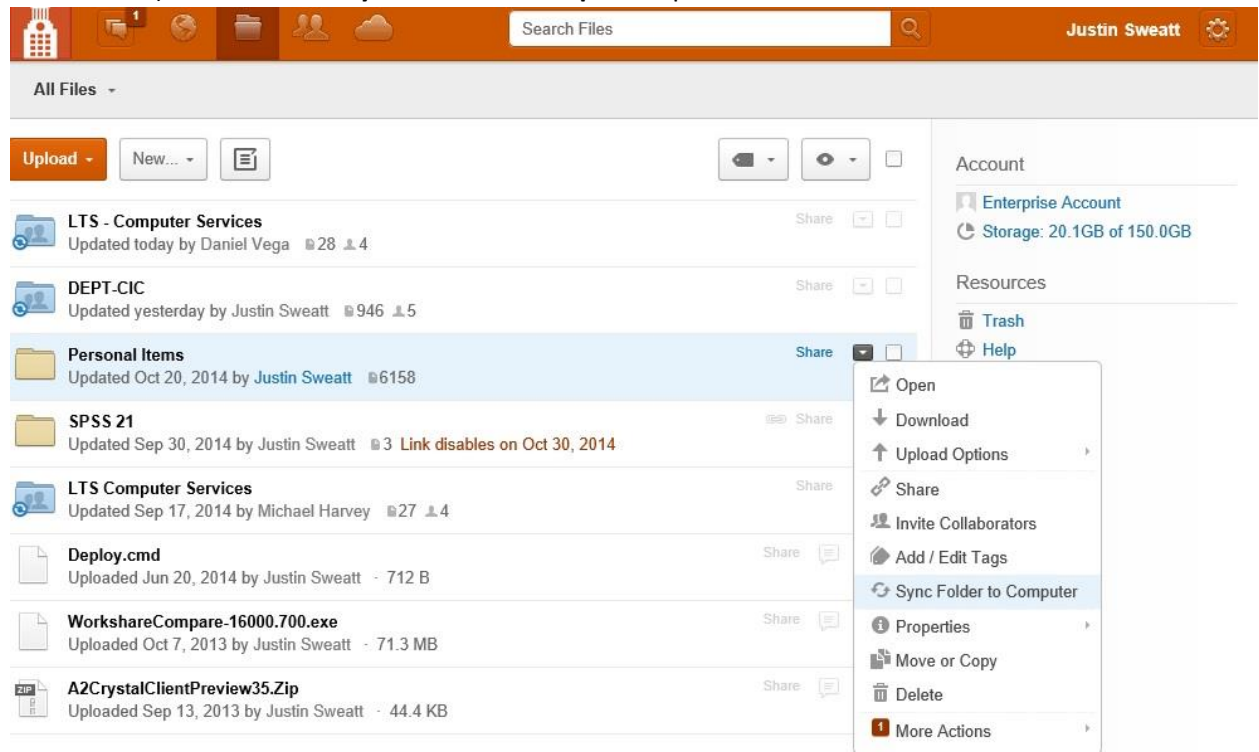 1
Search Files
Justin Sweatt
All Files
Upload
New...
Account
Enterprise Account
Storage: 20.1GB of 150.0GB
Resources
Trash
Help
LTS - Computer Services
Share
Updated today by Daniel Vega 28 4
DEPT-CIC
Share
Updated yesterday by Justin Sweatt 946 5
Personal Items
Share
Updated Oct 20, 2014 by Justin Sweatt 6158
SPSS 21
Share
Updated Sep 30, 2014 by Justin Sweatt 3 Link disables on Oct 30, 2014
LTS Computer Services
Share
Updated Sep 17, 2014 by Michael Harvey 27 4
Deploy.cmd
Share
Uploaded Jun 20, 2014 by Justin Sweatt · 712 B
WorkshareCompare-16000.700.exe
Share
Uploaded Oct 7, 2013 by Justin Sweatt · 71.3 MB
ZIP
A2CrystalClientPreview35.Zip
Share
Uploaded Sep 13, 2013 by Justin Sweatt · 44.4 KB
Open
Download
Upload Options
Share
Invite Collaborators
Add / Edit Tags
Sync Folder to Computer
Properties
Move or Copy
Delete
1 More Actions